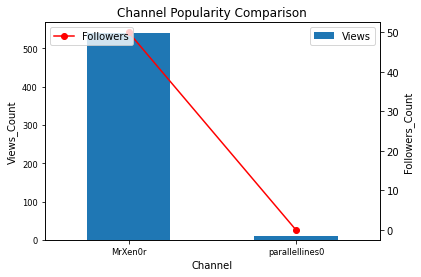 Channel Popularity Comparison
Followers
Views
Views_Count
500
400
300
200
100
0
50
40
30
20
10
0
Followers_Count
MrXen0r
parallellines0
Channel